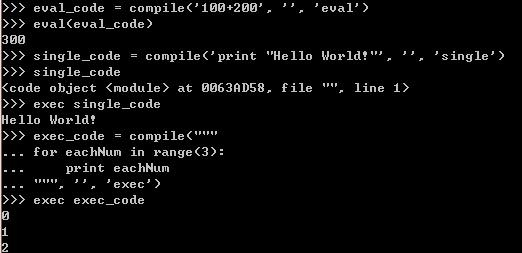 >>> eval_code = compile('100+200', '', 'eval')
>>> eval(eval_code)
300
>>> single_code = compile('print "Hello World!"', '', 'single')
>>> single_code
<code object <module> at 0063AD58, file "", line 1>
>>> exec single_code
Hello World!
>>> exec_code = compile("""
... for eachNum in range(3):
...     print eachNum
... """, '', 'exec')
>>> exec exec_code
0
1
2